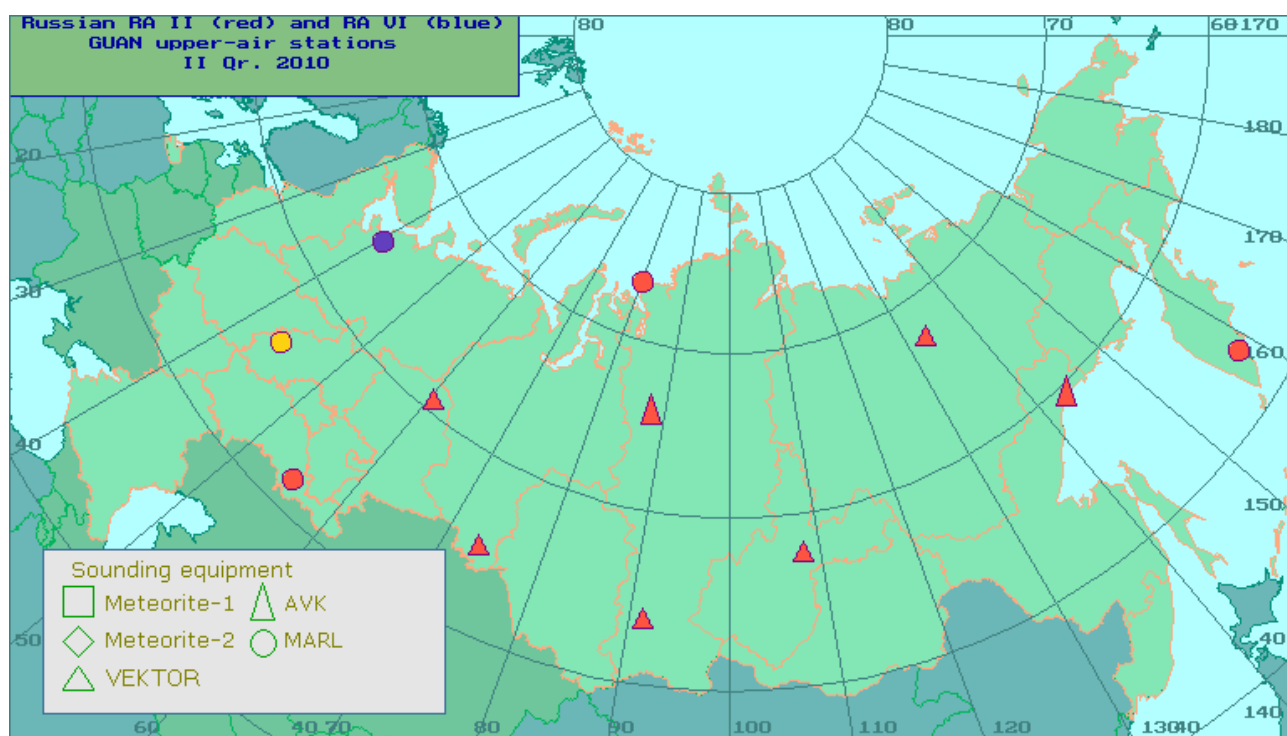 Russian RA II (red) and RA VI (blue)
GUAN upper-air stations
II Qr. 2010
80
80
70
60
170
20
180
30
170
160
40
150
50
40
140
60
40
70
80
90
100
110
120
130
40
Sounding equipment
Meteorite-1
AVK
Meteorite-2
MARL
VEKTOR